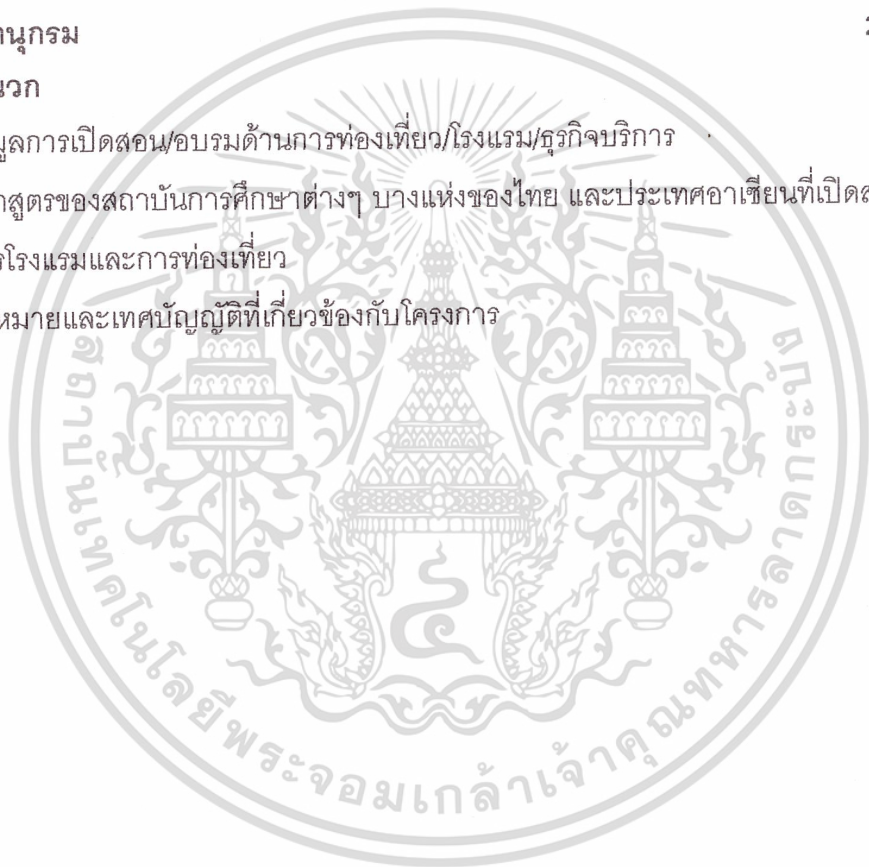 านุกรม
นวก
มูลการเปิดสอน/อบรมด้านการท่องเที่ยว/โรงแรม/ธุรกิจบริการ
กสูตรของสถาบันการศึกษาต่างๆ บางแห่งของไทย และประเทศอาเซียนที่เปิดส
รโรงแรมและการท่องเที่ยว
หมายและเทศบัญญัติที่เกี่ยวข้องกับโครงการ
สถาบันเทคโนโลยีพระจอมเกล้าเจ้าคุณทหารลาดกระบัง
๔